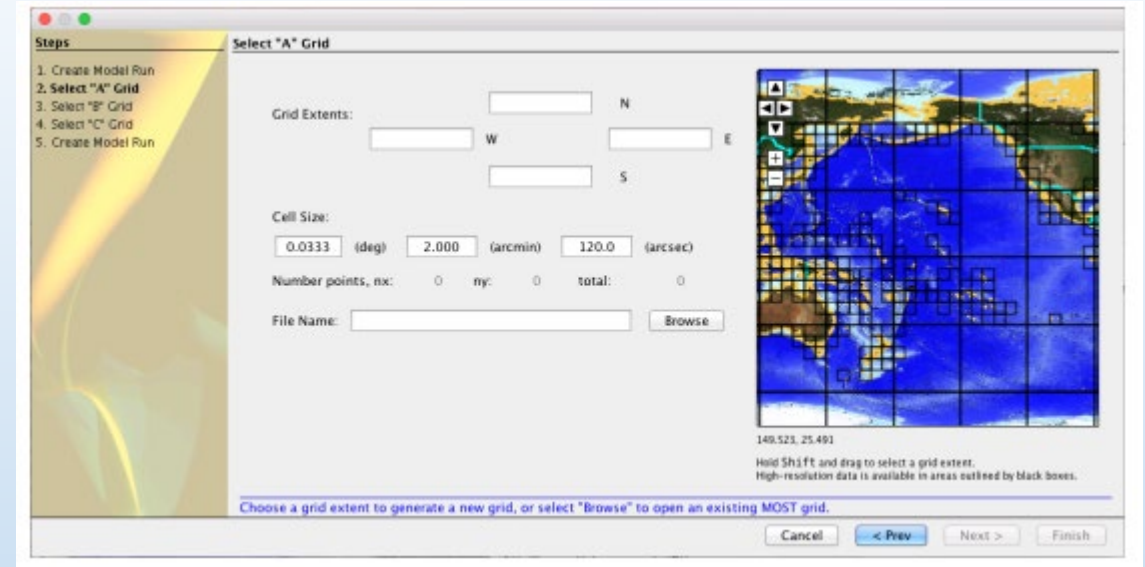 Steps
1. Create Model Run
2. Select "A" Grid
3. Select "B" Grid
4. Select "C" Grid
5. Create Model Run
Select "A" Grid
Grid Extents:
N
W
E
S
Cell Size:
0.0333 (deg) 2.000 (arcmin) 120.0 (arcsec)
Number points, nx: 0 ny: 0 total: 0
File Name: Browse
149.523, 25.491
Hold Shift and drag to select a grid extent.
High-resolution data is available in areas outlined by black boxes.
Choose a grid extent to generate a new grid, or select "Browse" to open an existing MOST grid.
Cancel < Prev Next > Finish